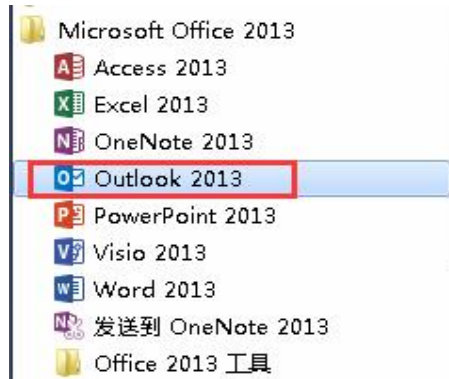 Microsoft Office 2013
Access 2013
Excel 2013
OneNote 2013
Outlook 2013
PowerPoint 2013
Visio 2013
Word 2013
发送到 OneNote 2013
Office 2013 工具